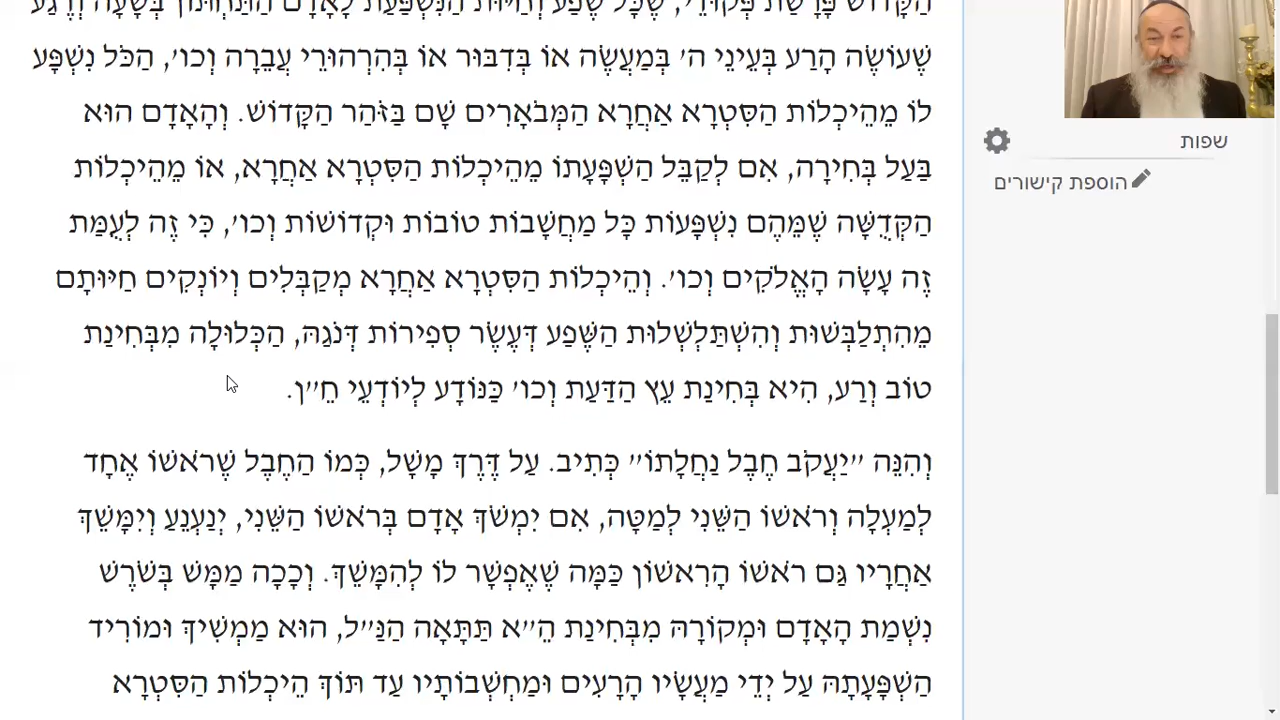 הַקָּדוֹשׁ פָּרָשַׁת פְּקוּדֵי, שֶׁכָּל שֶׁפַע וְחַיּוּת הַנִּשְׁפַּעַת לָאָדָם הַתַּחְתּוֹן בְּשָׁעָה וְרֶגַע
שֶׁעוֹשֶׂה הָרַע בְּעֵינֵי ה׳ בְּמַעֲשֶׂה אוֹ בְּדִבּוּר אוֹ בְּהִרְהוּרֵי עֲבֵרָה וְכוּ׳, הַכֹּל נִשְׁפָּע
לוֹ מֵהֵיכְלוֹת הַסִּטְרָא אַחֲרָא הַמְּבֹאָרִים שָׁם בַּזֹּהַר הַקָּדוֹשׁ. וְהָאָדָם הוּא
בַּעַל בְּחִירָה, אִם לְקַבֵּל הַשְׁפָּעָתוֹ מֵהֵיכְלוֹת הַסִּטְרָא אַחֲרָא, אוֹ מֵהֵיכְלוֹת
הַקְּדֻשָּׁה שֶׁמֵּהֶם נִשְׁפָּעוֹת כָּל מַחֲשָׁבוֹת טוֹבוֹת וּקְדוֹשׁוֹת וְכוּ׳, כִּי זֶה לְעֻמַּת
זֶה עָשָׂה הָאֱלֹקִים וְכוּ׳. וְהֵיכְלוֹת הַסִּטְרָא אַחֲרָא מְקַבְּלִים וְיוֹנְקִים חַיּוּתָם
מֵהִתְלַבְּשׁוּת וְהִשְׁתַּלְשְׁלוּת הַשֶּׁפַע דְּעֶשֶׂר סְפִירוֹת דְּנֹגַהּ, הַכְּלוּלָה מִבְּחִינַת
טוֹב וָרַע, הִיא בְּחִינַת עֵץ הַדַּעַת וְכוּ׳ כַּנּוֹדָע לְיוֹדְעֵי חֵ״ן.
וְהִנֵּה ״יַעֲקֹב חֶבֶל נַחֲלָתוֹ״ כְּתִיב. עַל דֶּרֶךְ מָשָׁל, כְּמוֹ הַחֶבֶל שֶׁרֹאשׁוֹ אֶחָד
לְמַעְלָה וְרֹאשׁוֹ הַשֵּׁנִי לְמַטָּה, אִם יִמְשֹׁךְ אָדָם בְּרֹאשׁוֹ הַשֵּׁנִי, יְנַעְנֵעַ וְיִמָּשֵׁךְ
אַחֲרָיו גַּם רֹאשׁוֹ הָרִאשׁוֹן כַּמָּה שֶׁאֶפְשָׁר לוֹ לְהִמָּשֵׁךְ. וְכָכָה מַמָּשׁ בְּשֹׁרֶשׁ
נִשְׁמַת הָאָדָם וּמְקוֹרָהּ מִבְּחִינַת הֵ״א תַּתָּאָה הַנַּ״ל, הוּא מַמְשִׁיךְ וּמוֹרִיד
הַשְׁפָּעָתָהּ עַל יְדֵי מַעֲשָׂיו הָרָעִים וּמַחְשְׁבוֹתָיו עַד תּוֹךְ הֵיכְלוֹת הַסִּטְרָא
שפות
הוספת קישורים